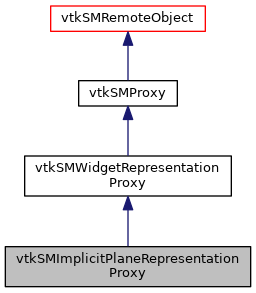 vtkSMRemoteObject
vtkSMProxy
vtkSMWidgetRepresentation
Proxy
vtkSMImplicitPlaneRepresentation
Proxy